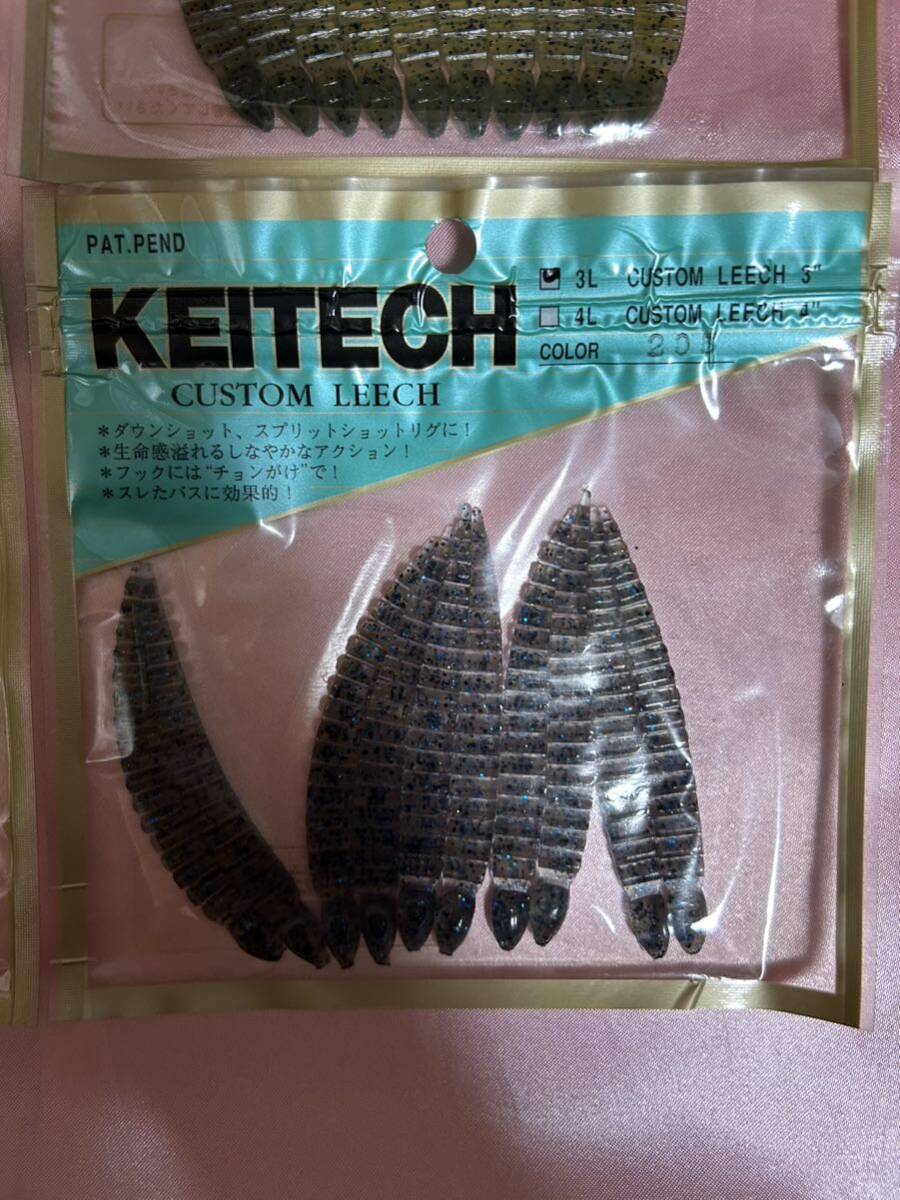 PAT.PEND
KEITECH
CUSTOM LEECH
3L CUSTOM LEECH 3"
4L CUSTOM LEECH 4"
COLOR
*ダウンショット、スプリットショットリグに!
*生命感溢れるしなやかなアクション!
*フックには"チョンがけ"で!
*スレたバスに効果的!